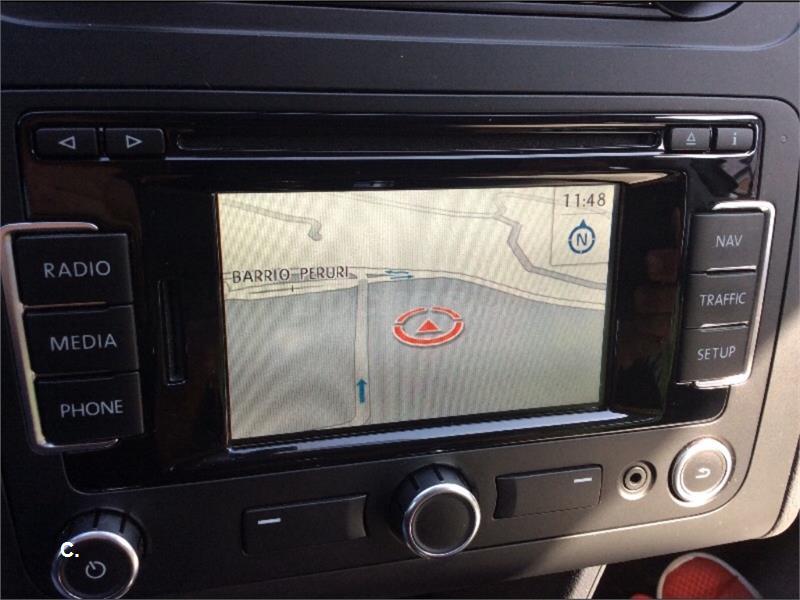 i
11:48
N
RADIO
NAV
BARRIO PERURI
TRAFFIC
MEDIA
SETUP
PHONE
C.